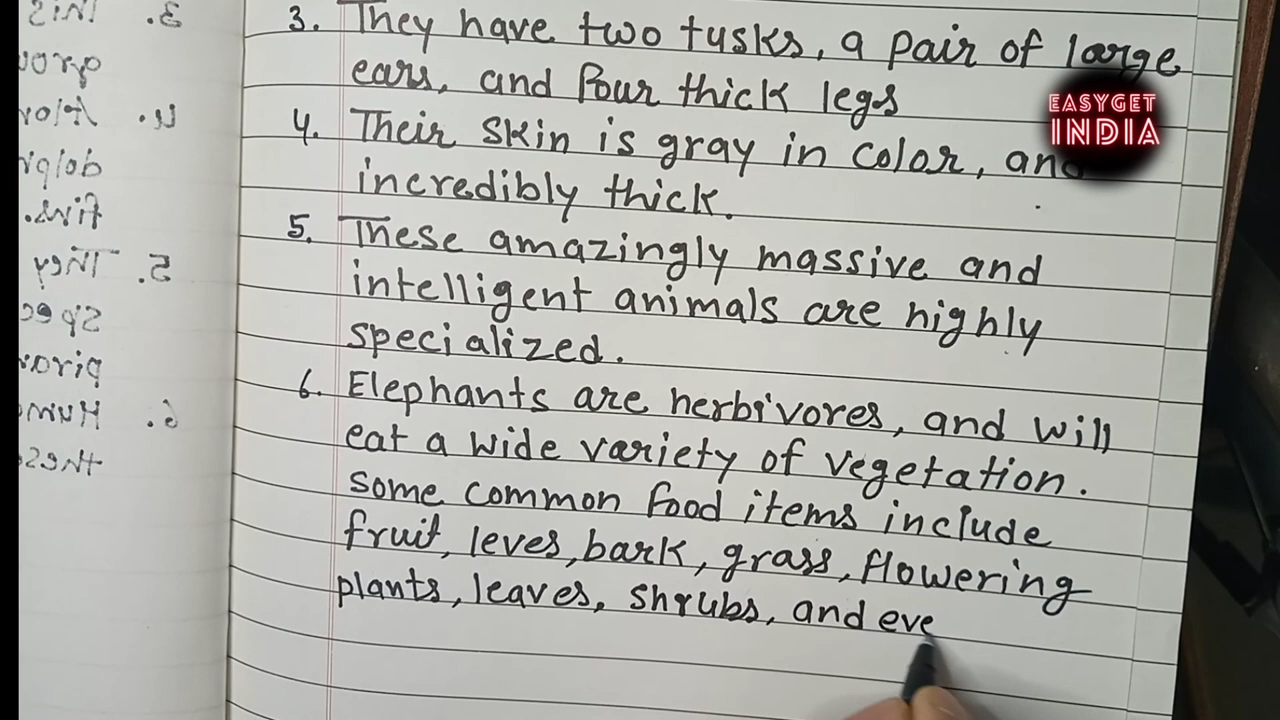 3. They have two tusks, a pair of large
ears, and four thick legs
4. Their skin is gray in color, and
incredibly thick.
5. These amazingly massive and
intelligent animals are highly
specialized.
6. Elephants are herbivores, and will
eat a wide variety of vegetation.
some common food items include
fruit, leves, bark, grass, flowering
plants, leaves, shrubs, and eve
EASYGET
INDIA